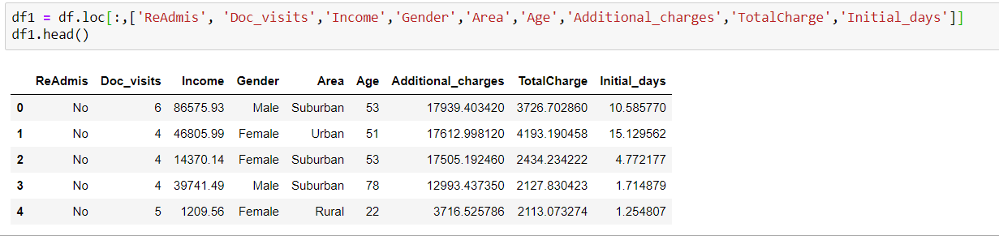 df1 = df.loc[:,['ReAdmis', 'Doc_visits','Income','Gender','Area','Age','Additional_charges','TotalCharge','Initial_days']]
df1.head()
ReAdmis Doc_visits Income Gender Area Age Additional_charges TotalCharge Initial_days
0 No 6 86575.93 Male Suburban 53 17939.403420 3726.702860 10.585770
1 No 4 46805.99 Female Urban 51 17612.998120 4193.190458 15.129562
2 No 4 14370.14 Female Suburban 53 17505.192460 2434.234222 4.772177
3 No 4 39741.49 Male Suburban 78 12993.437350 2127.830423 1.714879
4 No 5 1209.56 Female Rural 22 3716.525786 2113.073274 1.254807